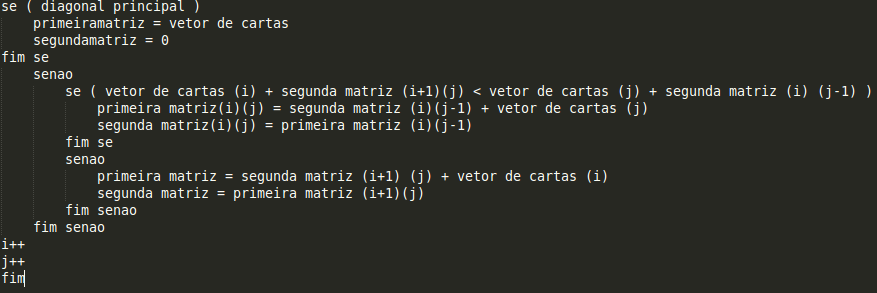 se ( diagonal principal )
    primeiramatriz = vetor de cartas
    segundamatriz = 0
fim se
    senao
        se ( vetor de cartas (i) + segunda matriz (i+1)(j) < vetor de cartas (j) + segunda matriz (i) (j-1) )
            primeira matriz(i)(j) = segunda matriz (i)(j-1) + vetor de cartas (j)
            segunda matriz(i)(j) = primeira matriz (i)(j-1)
        fim se
        senao
            primeira matriz = segunda matriz (i+1) (j) + vetor de cartas (i)
            segunda matriz = primeira matriz (i+1)(j)
        fim senao
    fim senao
i++
j++
fim